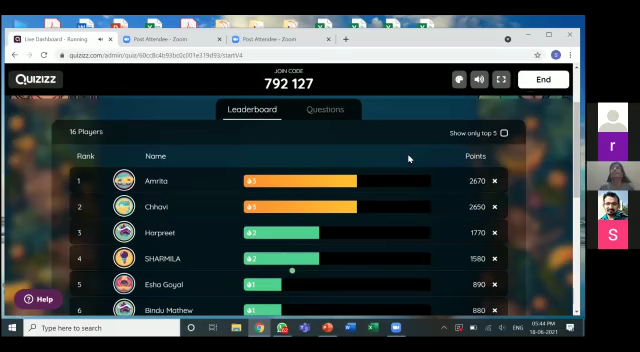 Live Dashboard - Running
Post Attendee - Zoom
Post Attendee - Zoom
quizizz.com/admin/quiz/60cc8c4b93bc0c001e319d93/startV4
Quizizz
JOIN CODE
792 127
End
Leaderboard
Questions
16 Players
Show only top 5
Rank
Name
Points
1 Amrita 3 2670
2 Chhavi 3 2650
3 Harpreet 2 1770
4 SHARMILA 2 1580
5 Esha Goyal 1 890
6 Bindu Mathew 1 880
Help
Type here to search
ENG
05:44 PM
18-06-2021
r
S